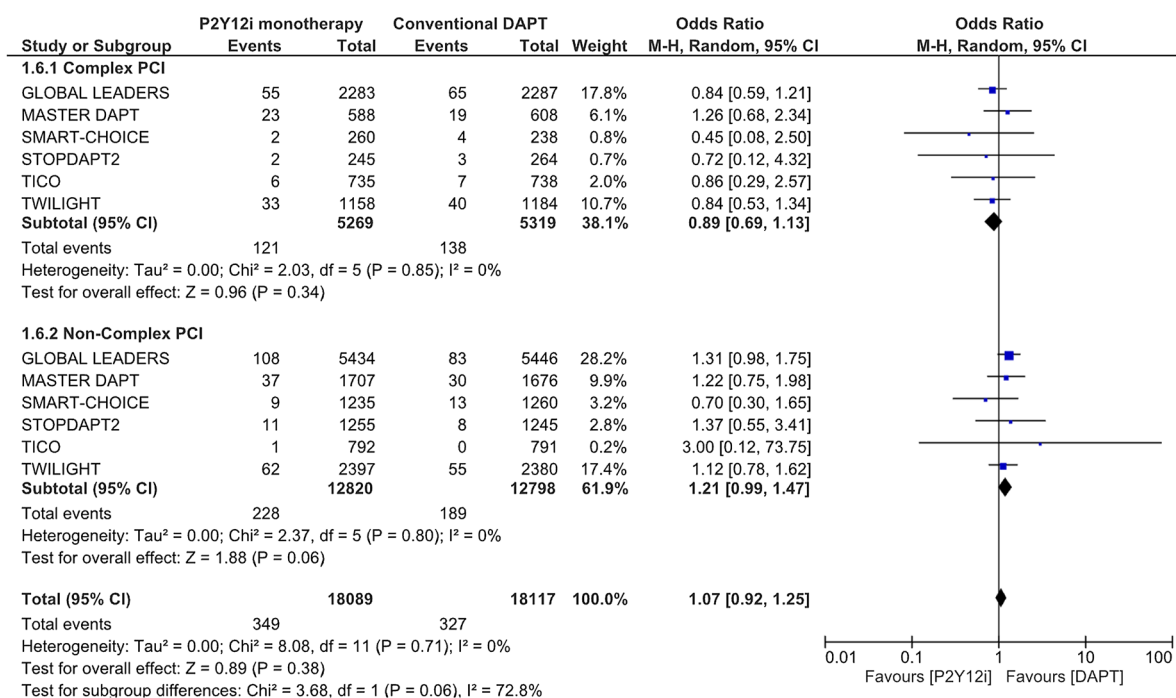 P2Y12i monotherapy Conventional DAPT Odds Ratio Odds Ratio
Study or Subgroup Events Total Events Total Weight M-H, Random, 95% CI M-H, Random, 95% CI
1.6.1 Complex PCI
GLOBAL LEADERS 55 2283 65 2287 17.8% 0.84 [0.59, 1.21]
MASTER DAPT 23 588 19 608 6.1% 1.26 [0.68, 2.34]
SMART-CHOICE 2 260 4 238 0.8% 0.45 [0.08, 2.50]
STOPDAPT2 2 245 3 264 0.7% 0.72 [0.12, 4.32]
TICO 6 735 7 738 2.0% 0.86 [0.29, 2.57]
TWILIGHT 33 1158 40 1184 10.7% 0.84 [0.53, 1.34]
Subtotal (95% CI) 5269 5319 38.1% 0.89 [0.69, 1.13]
Total events 121 138
Heterogeneity: Tau² = 0.00; Chi² = 2.03, df = 5 (P = 0.85); I² = 0%
Test for overall effect: Z = 0.96 (P = 0.34)
1.6.2 Non-Complex PCI
GLOBAL LEADERS 108 5434 83 5446 28.2% 1.31 [0.98, 1.75]
MASTER DAPT 37 1707 30 1676 9.9% 1.22 [0.75, 1.98]
SMART-CHOICE 9 1235 13 1260 3.2% 0.70 [0.30, 1.65]
STOPDAPT2 11 1255 8 1245 2.8% 1.37 [0.55, 3.41]
TICO 1 792 0 791 0.2% 3.00 [0.12, 73.75]
TWILIGHT 62 2397 55 2380 17.4% 1.12 [0.78, 1.62]
Subtotal (95% CI) 12820 12798 61.9% 1.21 [0.99, 1.47]
Total events 228 189
Heterogeneity: Tau² = 0.00; Chi² = 2.37, df = 5 (P = 0.80); I² = 0%
Test for overall effect: Z = 1.88 (P = 0.06)
Total (95% CI) 18089 18117 100.0% 1.07 [0.92, 1.25]
Total events 349 327
Heterogeneity: Tau² = 0.00; Chi² = 8.08, df = 11 (P = 0.71); I² = 0%
Test for overall effect: Z = 0.89 (P = 0.38)
Test for subgroup differences: Chi² = 3.68, df = 1 (P = 0.06), I² = 72.8%
0.01 0.1 1 10 100
Favours [P2Y12i] Favours [DAPT]